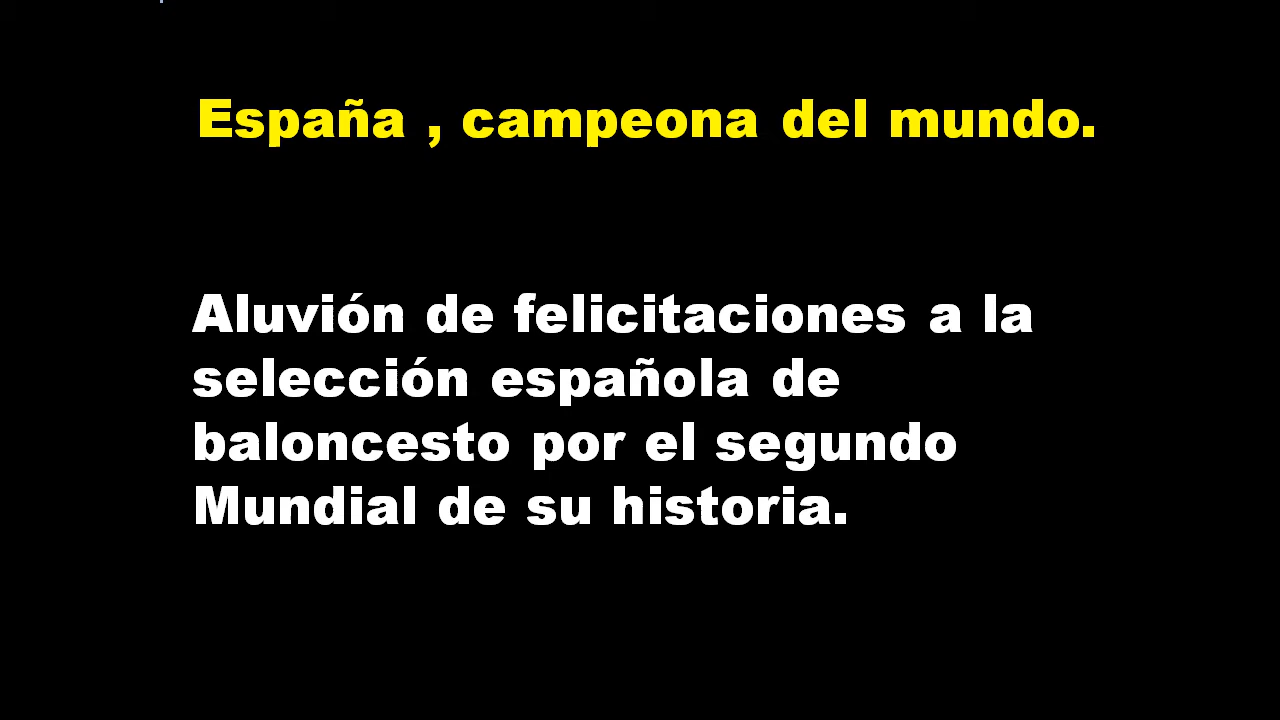 España , campeona del mundo.
Aluvión de felicitaciones a la
selección española de
baloncesto por el segundo
Mundial de su historia.